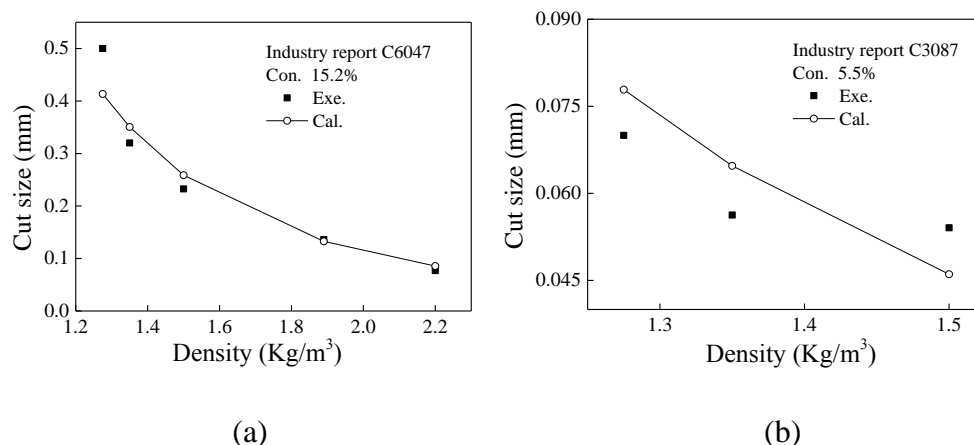 0.5
0.4
0.3
0.2
0.1
0.0
Cut size (mm)
1.2 1.4 1.6 1.8 2.0 2.2
Density (Kg/m³)
Industry report C6047
Con. 15.2%
Exe.
Cal.
(a)
0.090
0.075
0.060
0.045
Cut size (mm)
1.3 1.4 1.5
Density (Kg/m³)
Industry report C3087
Con. 5.5%
Exe.
Cal.
(b)